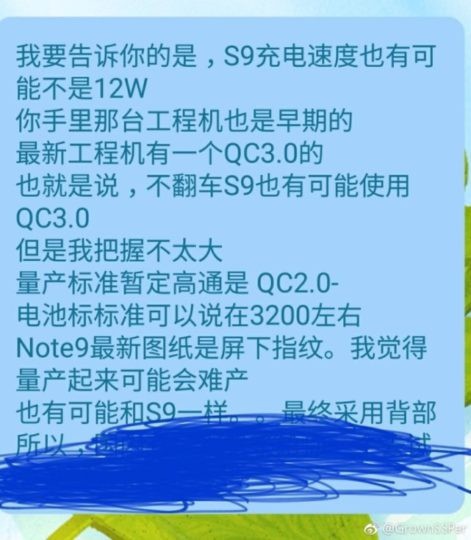 我要告诉你的是，S9充电速度也有可
能不是12W
你手里那台工程机也是早期的
最新工程机有一个QC3.0的
也就是说，不翻车S9也有可能使用
QC3.0
但是我把握不太大
量产标准暂定高通是 QC2.0-
电池标标准可以说在3200左右
Note9最新图纸是屏下指纹。我觉得
量产起来可能会难产
也有可能和S9一样。。最终采用背部
所以，
试
@GrownSSPer